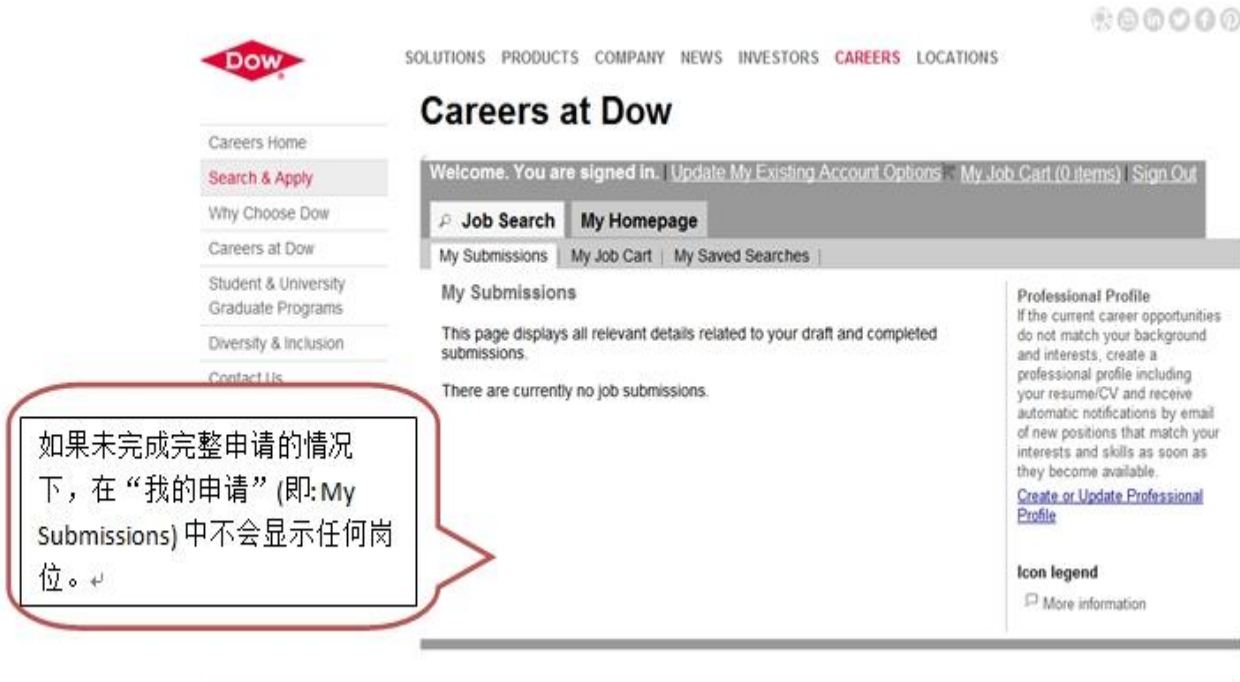 Dow
SOLUTIONS PRODUCTS COMPANY NEWS INVESTORS CAREERS LOCATIONS
Careers at Dow
Careers Home
Search & Apply
Why Choose Dow
Careers at Dow
Student & University
Graduate Programs
Diversity & Inclusion
Contact Us
Welcome. You are signed in. | Update My Existing Account Options | My Job Cart (0 items) | Sign Out
Job Search My Homepage
My Submissions | My Job Cart | My Saved Searches |
My Submissions
This page displays all relevant details related to your draft and completed
submissions.
There are currently no job submissions.
Professional Profile
If the current career opportunities
do not match your background
and interests, create a
professional profile including
your resume/CV and receive
automatic notifications by email
of new positions that match your
interests and skills as soon as
they become available.
Create or Update Professional
Profile
Icon legend
More information
如果未完成完整申请的情况
下，在“我的申请”(即: My
Submissions) 中不会显示任何岗
位。